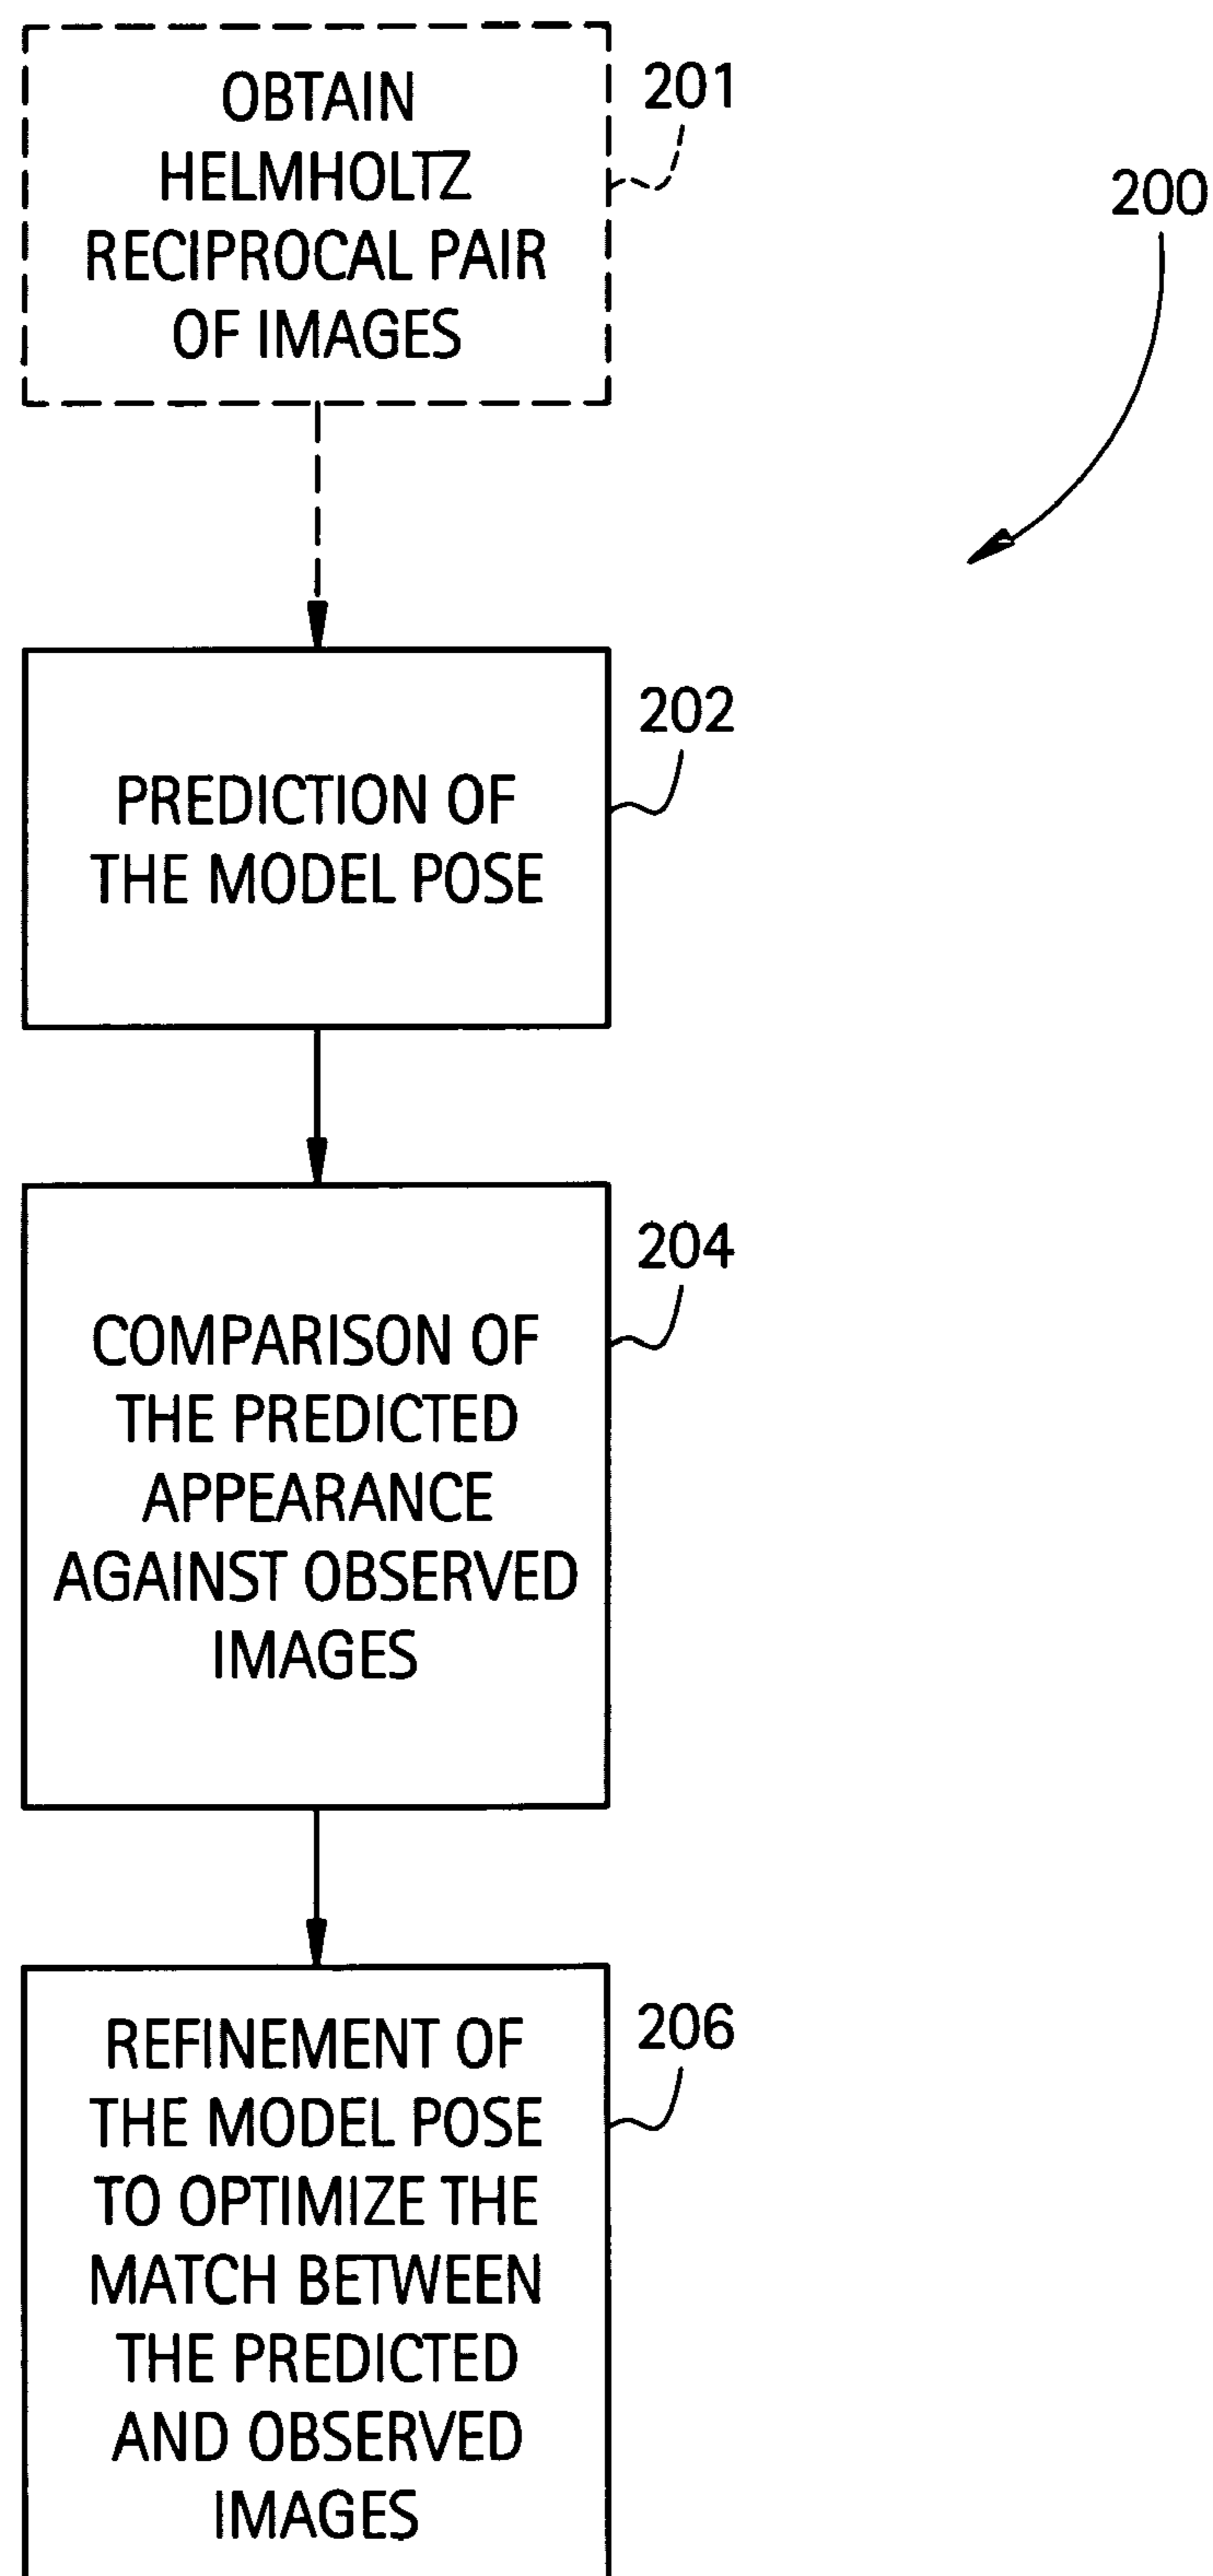 OBTAIN
HELMHOLTZ
RECIPROCAL PAIR
OF IMAGES
201
200
PREDICTION OF
THE MODEL POSE
202
COMPARISON OF
THE PREDICTED
APPEARANCE
AGAINST OBSERVED
IMAGES
204
REFINEMENT OF
THE MODEL POSE
TO OPTIMIZE THE
MATCH BETWEEN
THE PREDICTED
AND OBSERVED
IMAGES
206